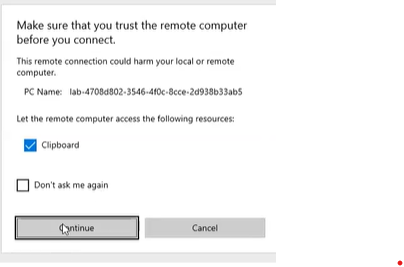 Make sure that you trust the remote computer
before you connect.
This remote connection could harm your local or remote
computer.
PC Name: lab-4708d802-3546-4f0c-8cce-2d938b33ab5
Let the remote computer access the following resources:
Clipboard
Don't ask me again
Continue
Cancel